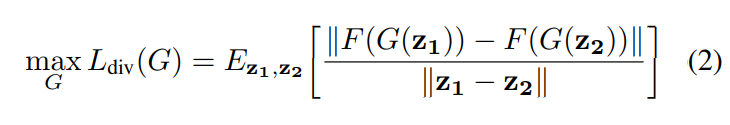 max_G L_div(G) = E_{z₁,z₂} [ ‖F(G(z₁)) − F(G(z₂))‖ / ‖z₁ − z₂‖ ] (2)